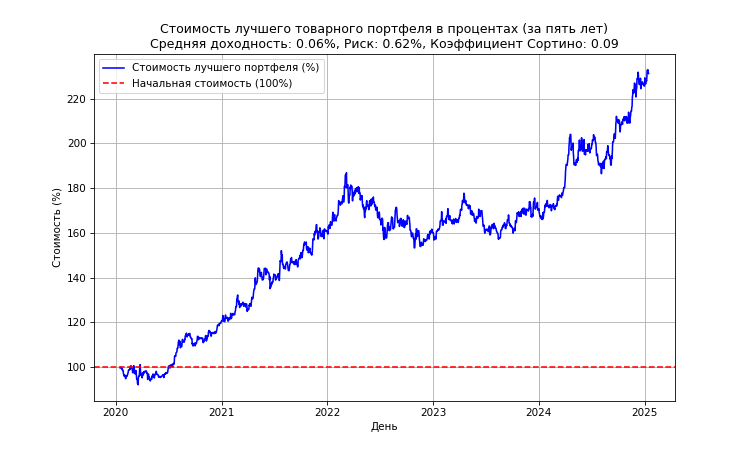 Стоимость лучшего товарного портфеля в процентах (за пять лет)
Средняя доходность: 0.06%, Риск: 0.62%, Коэффициент Сортино: 0.09
Стоимость лучшего портфеля (%)
Начальная стоимость (100%)
Стоимость (%)
220
200
180
160
140
120
100
2020 2021 2022 2023 2024 2025
День